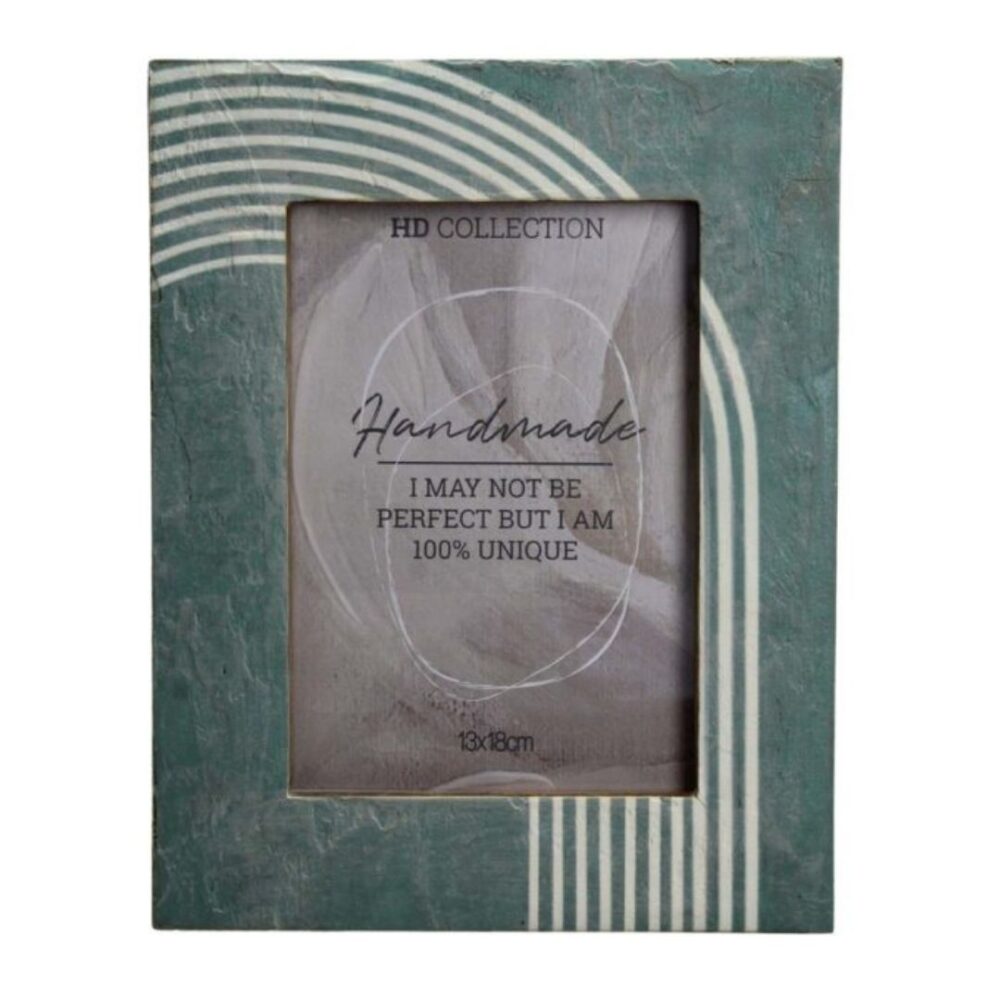 HD COLLECTION
Handmade
I MAY NOT BE
PERFECT BUT I AM
100% UNIQUE
13x18cm